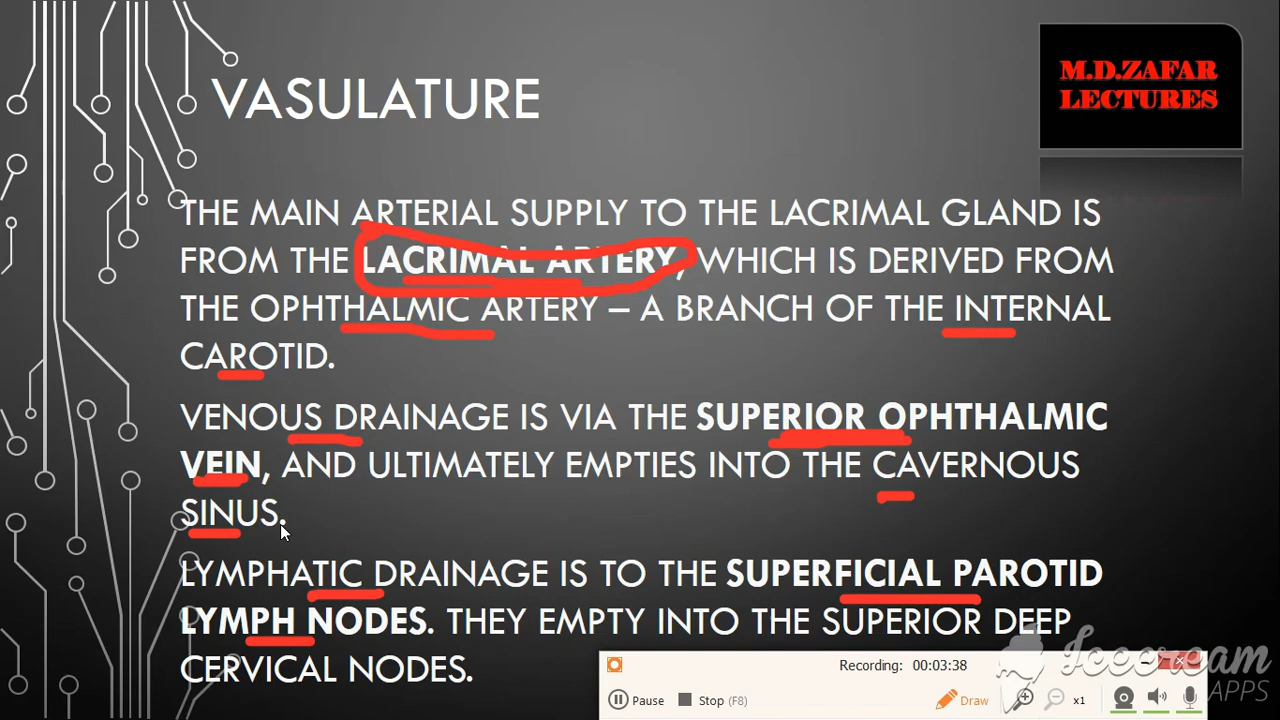 VASULATURE
M.D.ZAFAR
LECTURES
THE MAIN ARTERIAL SUPPLY TO THE LACRIMAL GLAND IS
FROM THE LACRIMAL ARTERY, WHICH IS DERIVED FROM
THE OPHTHALMIC ARTERY – A BRANCH OF THE INTERNAL
CAROTID.
VENOUS DRAINAGE IS VIA THE SUPERIOR OPHTHALMIC
VEIN, AND ULTIMATELY EMPTIES INTO THE CAVERNOUS
SINUS.
LYMPHATIC DRAINAGE IS TO THE SUPERFICIAL PAROTID
LYMPH NODES. THEY EMPTY INTO THE SUPERIOR DEEP
CERVICAL NODES.
Recording: 00:03:38
Pause Stop (F8) Draw x1
Icecream
APPS